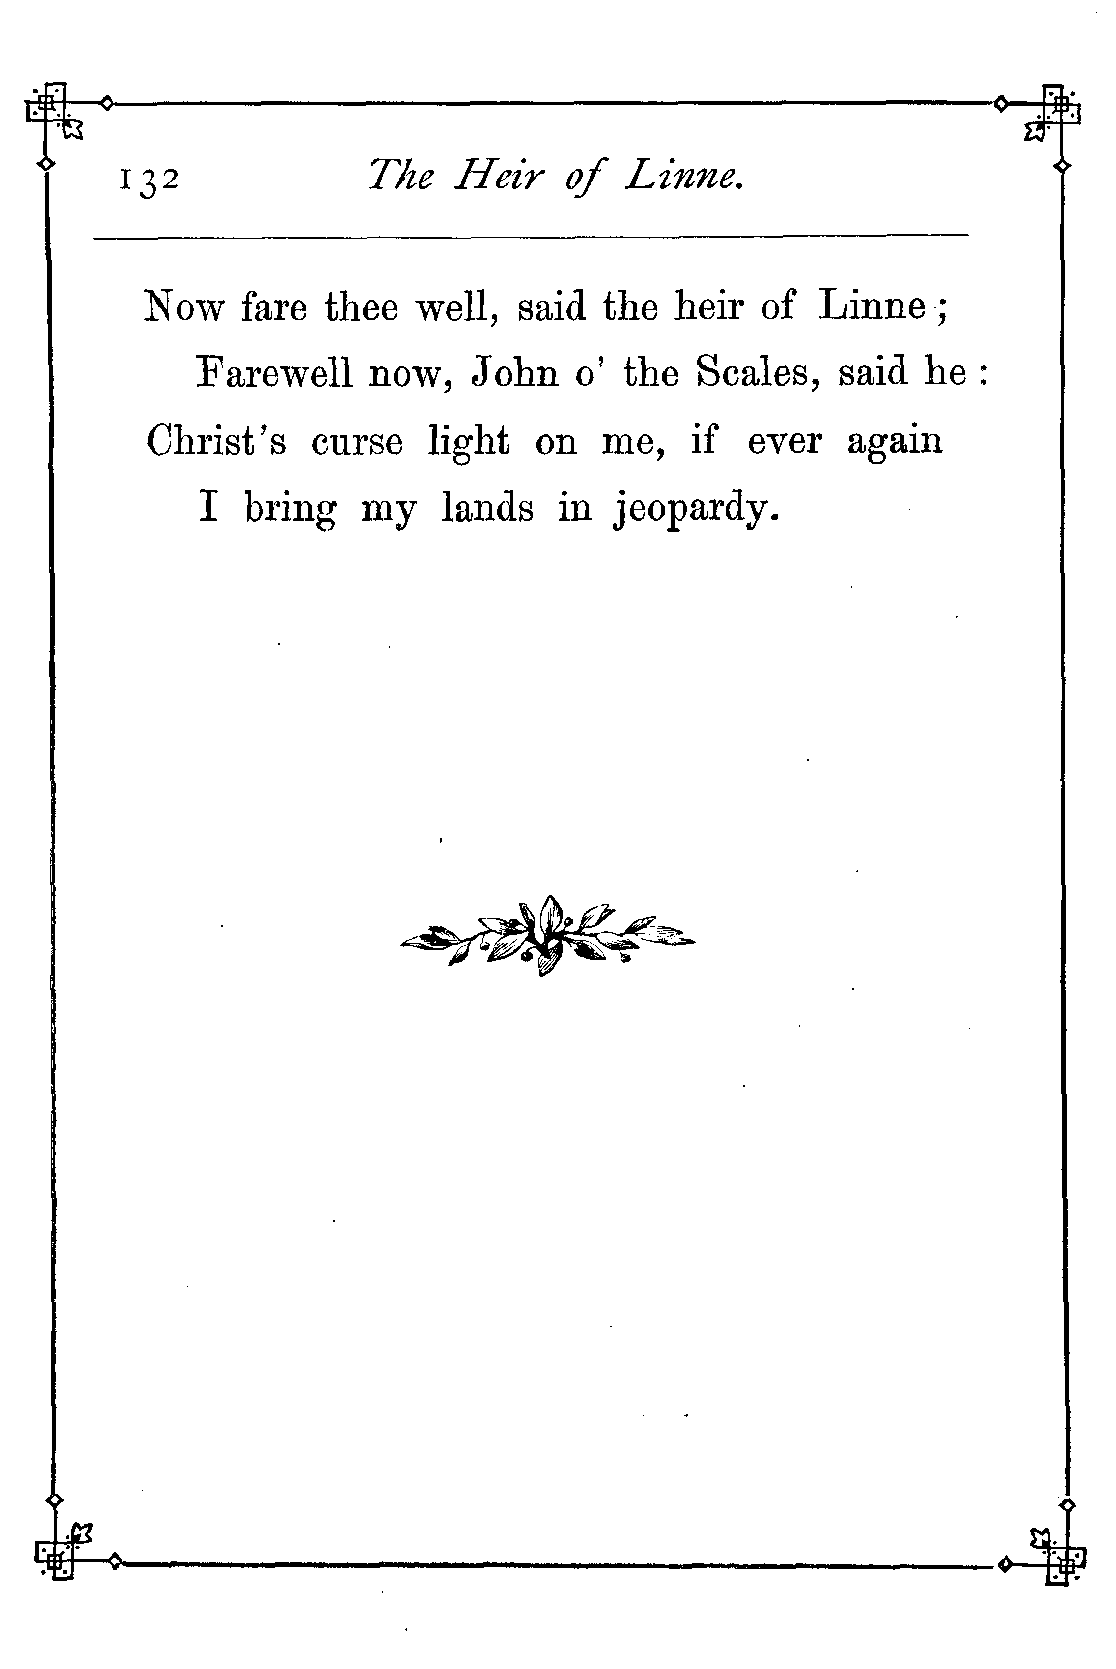 132 The Heir of Linne.
Now fare thee well, said the heir of Linne;
Farewell now, John o' the Scales, said he:
Christ's curse light on me, if ever again
I bring my lands in jeopardy.